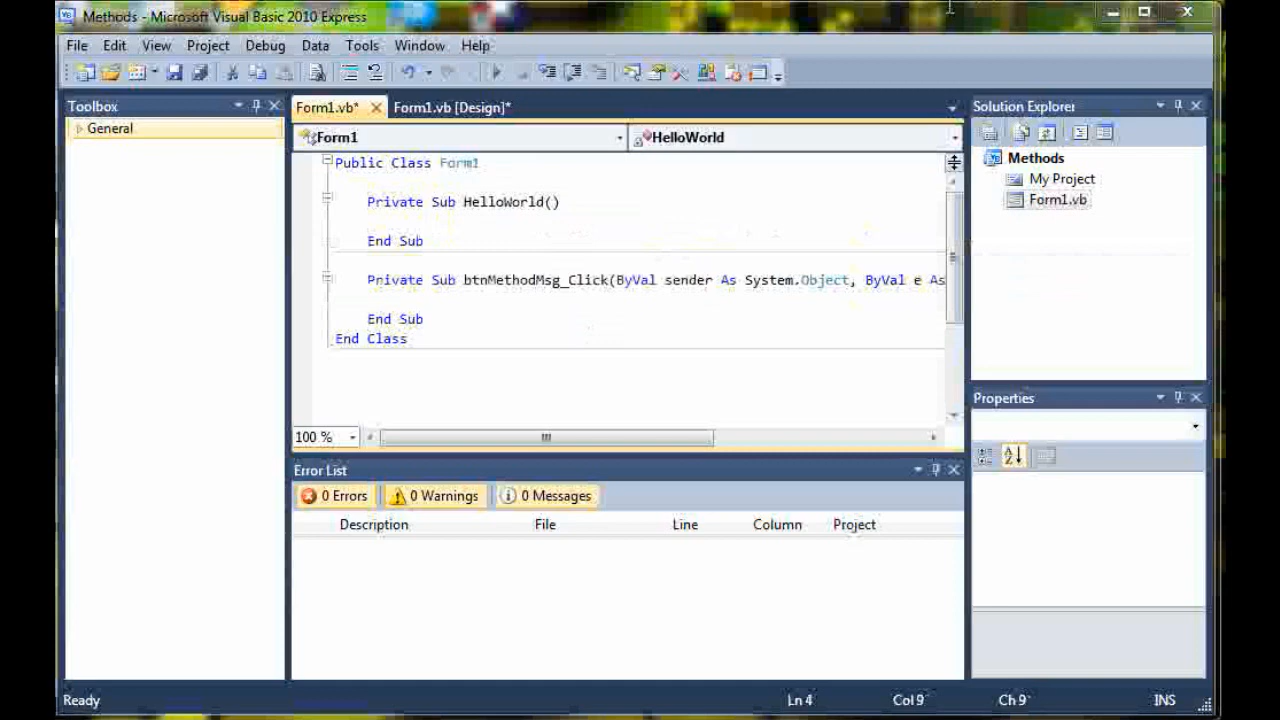 Methods - Microsoft Visual Basic 2010 Express
File Edit View Project Debug Data Tools Window Help
Toolbox
General
Form1.vb* Form1.vb [Design]*
Form1 HelloWorld
Public Class Form1
Private Sub HelloWorld()
End Sub
Private Sub btnMethodMsg_Click(ByVal sender As System.Object, ByVal e As
End Sub
End Class
100 %
Error List
0 Errors 0 Warnings 0 Messages
Description File Line Column Project
Solution Explorer
Methods
My Project
Form1.vb
Properties
Ready Ln 4 Col 9 Ch 9 INS